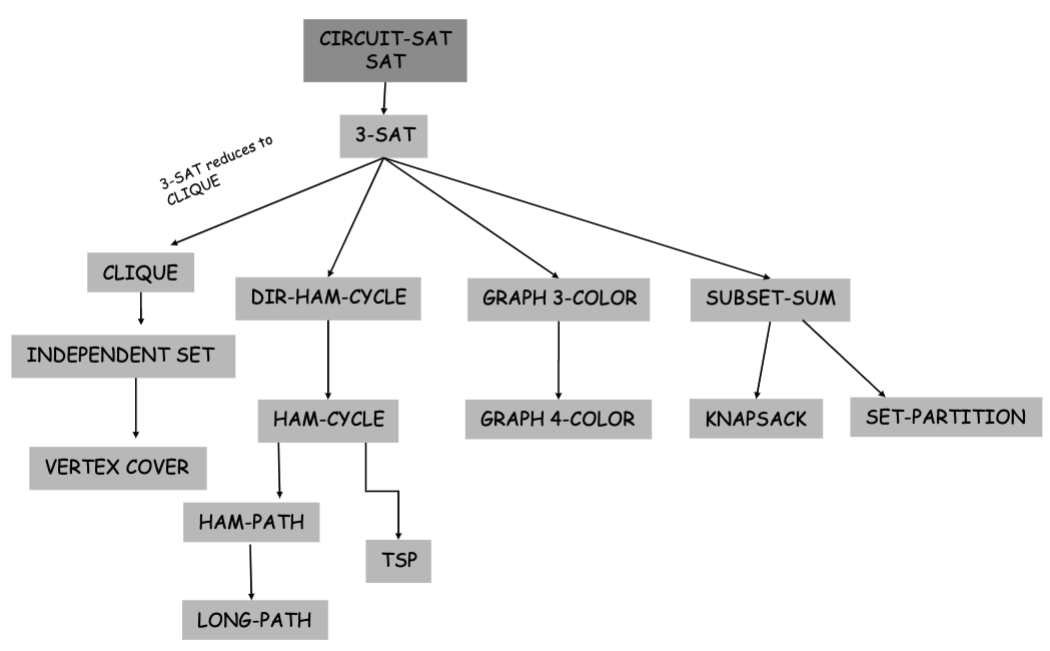 CIRCUIT-SAT
SAT
3-SAT
3-SAT reduces to
CLIQUE
CLIQUE
DIR-HAM-CYCLE
GRAPH 3-COLOR
SUBSET-SUM
INDEPENDENT SET
HAM-CYCLE
GRAPH 4-COLOR
KNAPSACK
SET-PARTITION
VERTEX COVER
HAM-PATH
TSP
LONG-PATH